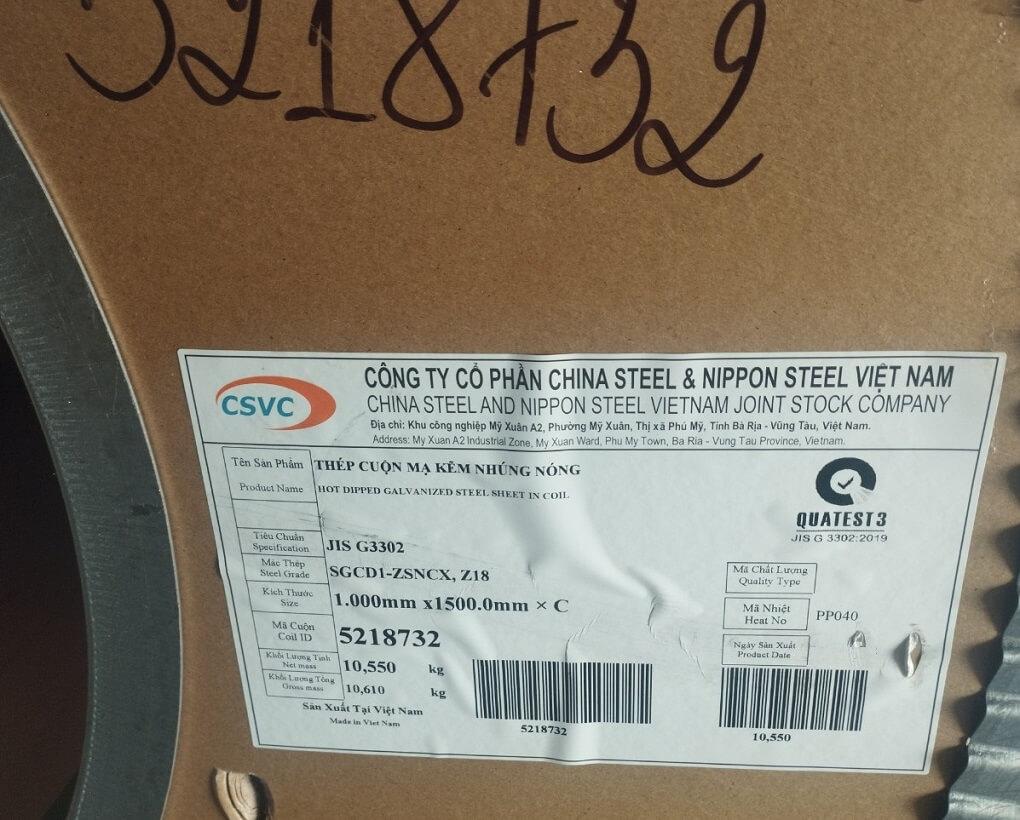 5218732
CSVC
CÔNG TY CỔ PHẦN CHINA STEEL & NIPPON STEEL VIỆT NAM
CHINA STEEL AND NIPPON STEEL VIETNAM JOINT STOCK COMPANY
Địa chỉ: Khu công nghiệp Mỹ Xuân A2, Phường Mỹ Xuân, Thị xã Phú Mỹ, Tỉnh Bà Rịa - Vũng Tàu, Việt Nam.
Address: My Xuan A2 Industrial Zone, My Xuan Ward, Phu My Town, Ba Ria - Vung Tau Province, Vietnam.
Tên Sản Phẩm THÉP CUỘN MẠ KẼM NHÚNG NÓNG
Product Name HOT DIPPED GALVANIZED STEEL SHEET IN COIL
QUATEST 3
JIS G 3302:2019
Tiêu Chuẩn
Specification JIS G3302
Mác Thép
Steel Grade SGCD1-ZSNCX, Z18
Mã Chất Lượng
Quality Type
Kích Thước
Size 1.000mm x1500.0mm × C
Mã Nhiệt
Heat No PP040
Mã Cuộn
Coil ID 5218732
Ngày Sản Xuất
Product Date
Khối Lượng Tịnh
Net mass 10,550 kg
Khối Lượng Tổng
Gross mass 10,610 kg
Sản Xuất Tại Việt Nam
Made in Viet Nam
5218732
10,550